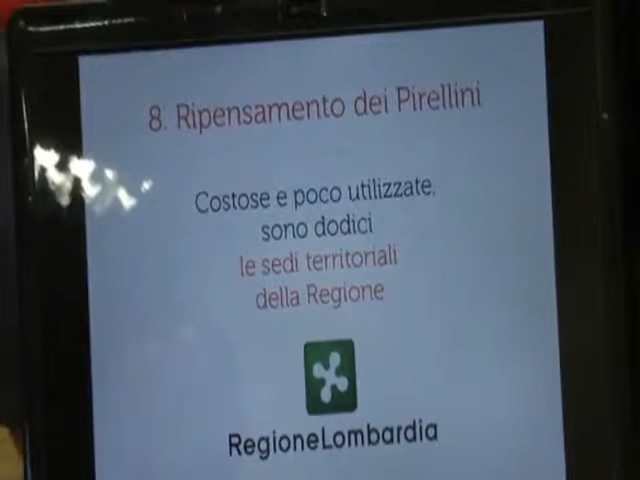 8. Ripensamento dei Pirellini
Costose e poco utilizzate,
sono dodici
le sedi territoriali
della Regione
RegioneLombardia